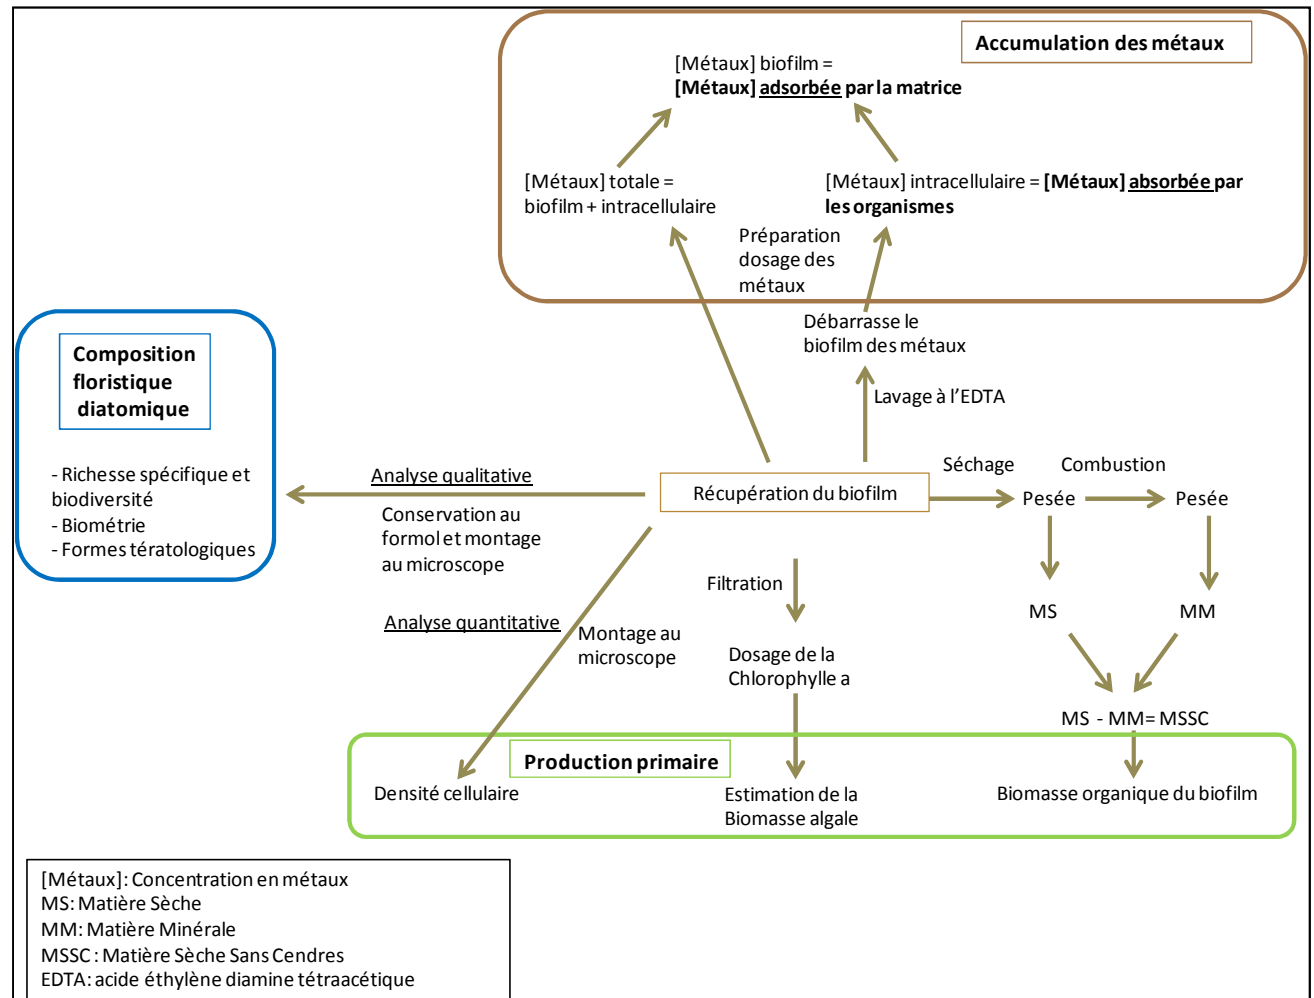 Accumulation des métaux
[Métaux] biofilm =
[Métaux] adsorbée par la matrice
[Métaux] totale =
biofilm + intracellulaire
[Métaux] intracellulaire = [Métaux] absorbée par
les organismes
Préparation
dosage des
métaux
Débarrasse le
biofilm des métaux
Lavage à l'EDTA
Composition
floristique
diatomique
- Richesse spécifique et
biodiversité
- Biométrie
- Formes tératologiques
Analyse qualitative
Conservation au
formol et montage
au microscope
Récupération du biofilm
Séchage
Combustion
Pesée
Pesée
Analyse quantitative
Montage au
microscope
Filtration
Dosage de la
Chlorophylle a
MS
MM
MS - MM= MSSC
Production primaire
Densité cellulaire
Estimation de la
Biomasse algale
Biomasse organique du biofilm
[Métaux]: Concentration en métaux
MS: Matière Sèche
MM: Matière Minérale
MSSC : Matière Sèche Sans Cendres
EDTA: acide éthylène diamine tétraacétique